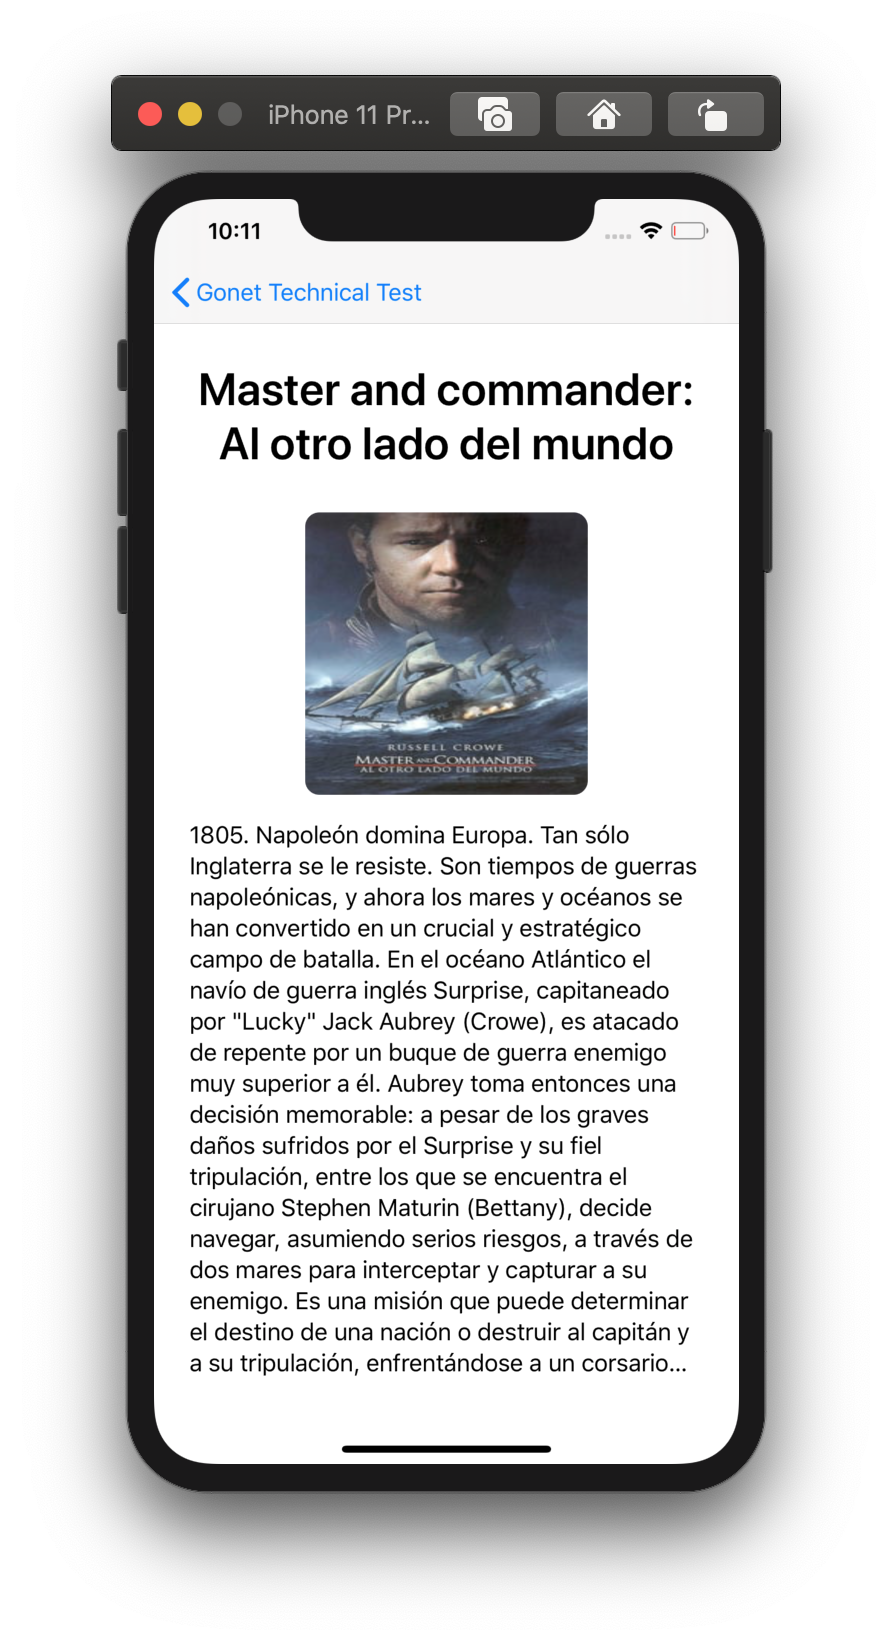 iPhone 11 Pr...
10:11
Gonet Technical Test
Master and commander:
Al otro lado del mundo
RUSSELL CROWE
MASTER AND COMMANDER
AL OTRO LADO DEL MUNDO
1805. Napoleón domina Europa. Tan sólo
Inglaterra se le resiste. Son tiempos de guerras
napoleónicas, y ahora los mares y océanos se
han convertido en un crucial y estratégico
campo de batalla. En el océano Atlántico el
navío de guerra inglés Surprise, capitaneado
por "Lucky" Jack Aubrey (Crowe), es atacado
de repente por un buque de guerra enemigo
muy superior a él. Aubrey toma entonces una
decisión memorable: a pesar de los graves
daños sufridos por el Surprise y su fiel
tripulación, entre los que se encuentra el
cirujano Stephen Maturin (Bettany), decide
navegar, asumiendo serios riesgos, a través de
dos mares para interceptar y capturar a su
enemigo. Es una misión que puede determinar
el destino de una nación o destruir al capitán y
a su tripulación, enfrentándose a un corsario...